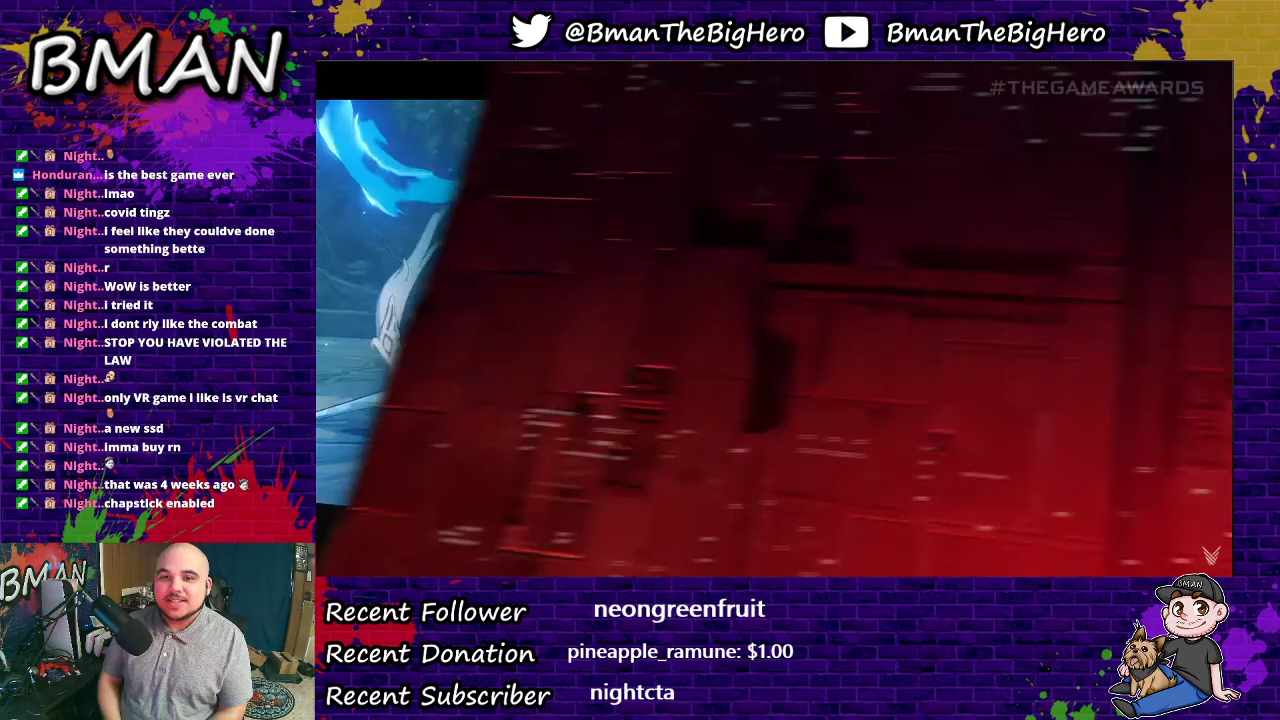 BMAN
@BmanTheBigHero
BmanTheBigHero
#THEGAMEAWARDS
Night..
Honduran... is the best game ever
Night.. lmao
Night.. covid tingz
Night.. i feel like they couldve done
something bette
Night.. r
Night.. WoW is better
Night.. i tried it
Night.. i dont rly like the combat
Night.. STOP YOU HAVE VIOLATED THE
LAW
Night..
Night.. only VR game I like is vr chat
Night.. a new ssd
Night.. imma buy rn
Night..
Night.. that was 4 weeks ago
Night.. chapstick enabled
BMAN
BMAN
Recent Follower neongreenfruit
Recent Donation pineapple_ramune: $1.00
Recent Subscriber nightcta